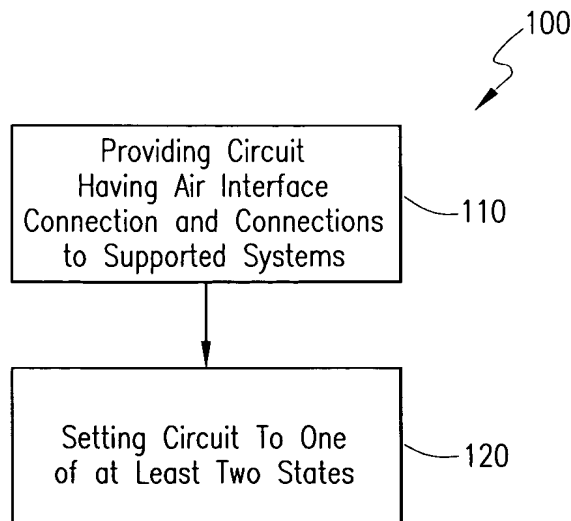 100
Providing Circuit
Having Air Interface
Connection and Connections
to Supported Systems
110
Setting Circuit To One
of at Least Two States
120